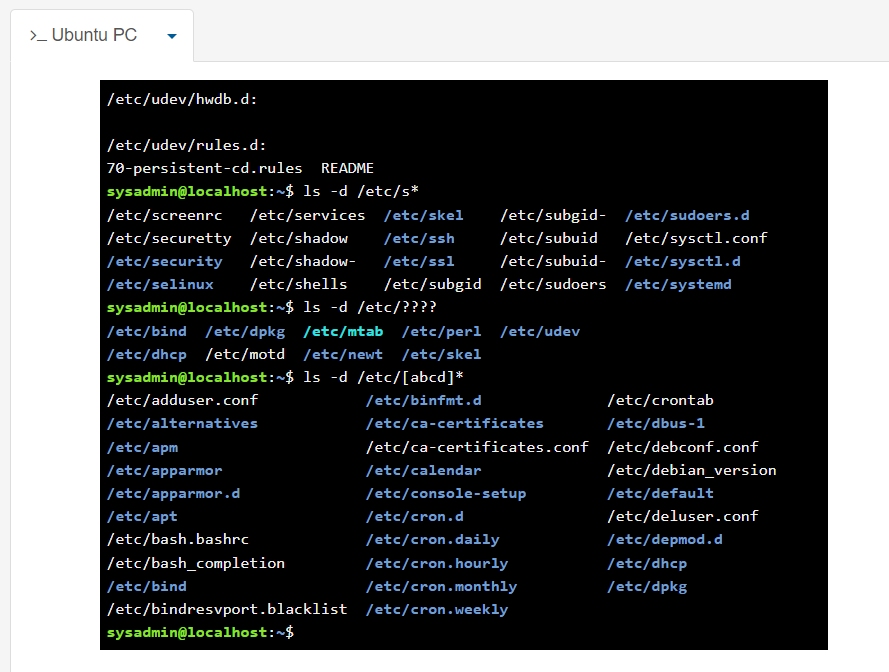 >_ Ubuntu PC
/etc/udev/hwdb.d:
/etc/udev/rules.d:
70-persistent-cd.rules  README
sysadmin@localhost:~$ ls -d /etc/s*
/etc/screenrc   /etc/services  /etc/skel    /etc/subgid-  /etc/sudoers.d
/etc/securetty  /etc/shadow    /etc/ssh     /etc/subuid   /etc/sysctl.conf
/etc/security   /etc/shadow-   /etc/ssl     /etc/subuid-  /etc/sysctl.d
/etc/selinux    /etc/shells    /etc/subgid  /etc/sudoers  /etc/systemd
sysadmin@localhost:~$ ls -d /etc/????
/etc/bind  /etc/dpkg  /etc/mtab  /etc/perl  /etc/udev
/etc/dhcp  /etc/motd  /etc/newt  /etc/skel
sysadmin@localhost:~$ ls -d /etc/[abcd]*
/etc/adduser.conf            /etc/binfmt.d              /etc/crontab
/etc/alternatives            /etc/ca-certificates       /etc/dbus-1
/etc/apm                     /etc/ca-certificates.conf  /etc/debconf.conf
/etc/apparmor                /etc/calendar              /etc/debian_version
/etc/apparmor.d              /etc/console-setup         /etc/default
/etc/apt                     /etc/cron.d                /etc/deluser.conf
/etc/bash.bashrc             /etc/cron.daily            /etc/depmod.d
/etc/bash_completion         /etc/cron.hourly           /etc/dhcp
/etc/bind                    /etc/cron.monthly          /etc/dpkg
/etc/bindresvport.blacklist  /etc/cron.weekly
sysadmin@localhost:~$